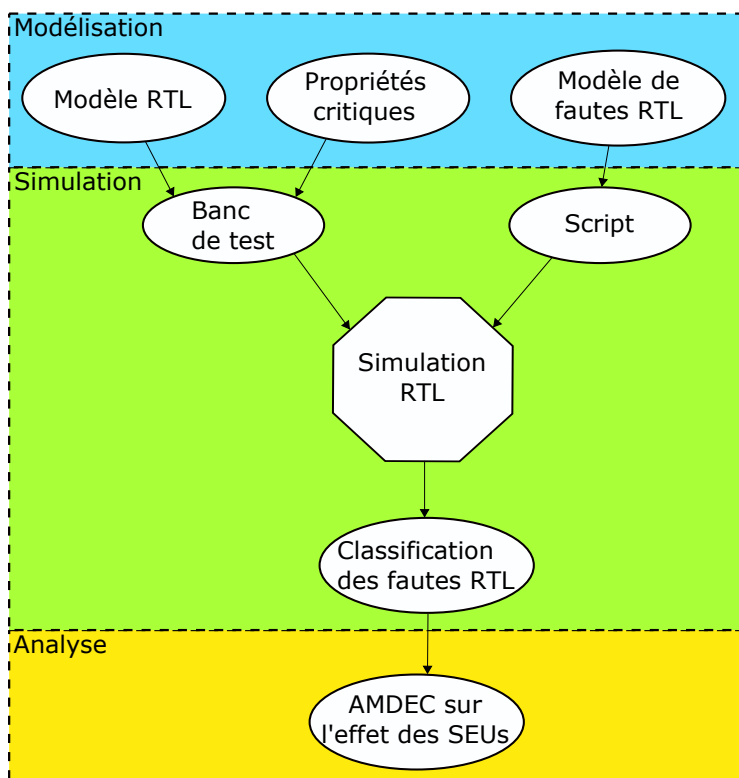 Modélisation
Modèle RTL
Propriétés
critiques
Modèle de
fautes RTL
Simulation
Banc
de test
Script
Simulation
RTL
Classification
des fautes RTL
Analyse
AMDEC sur
l'effet des SEUs